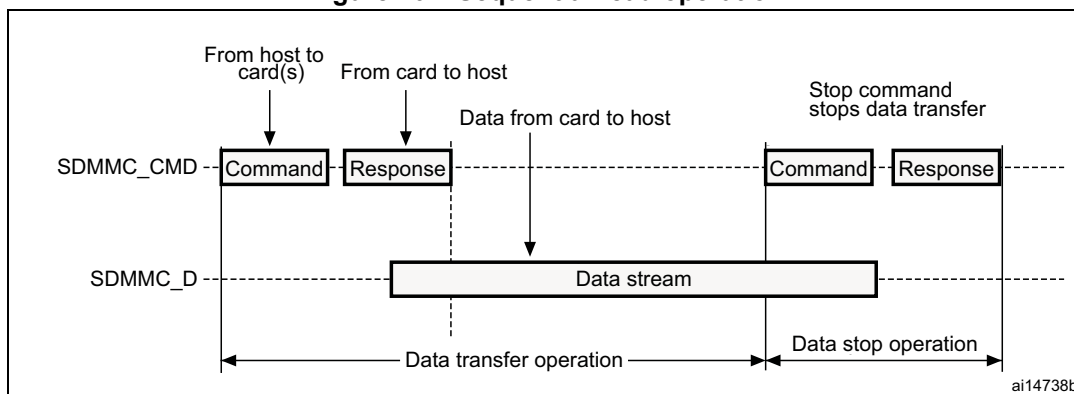 From host to
card(s)
From card to host
Stop command
stops data transfer
Data from card to host
SDMMC_CMD
Command
Response
Command
Response
SDMMC_D
Data stream
Data transfer operation
Data stop operation
ai14738b